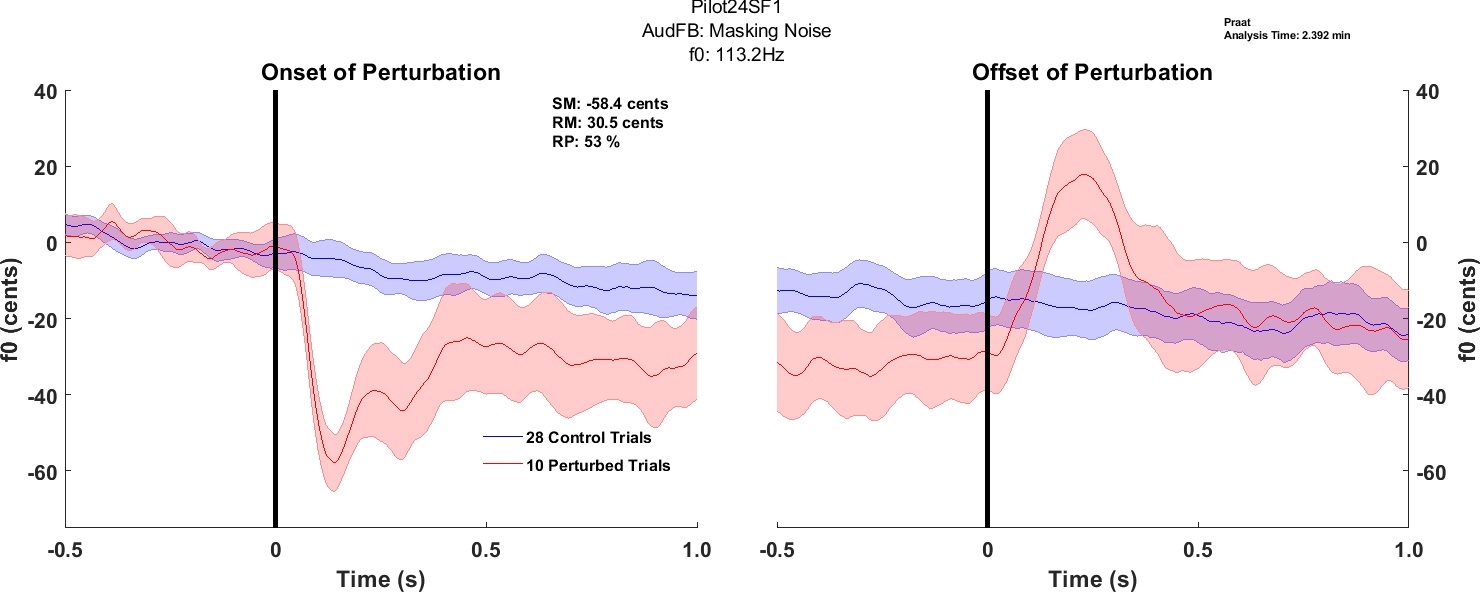 Pilot24SF1
AudFB: Masking Noise
f0: 113.2Hz
Praat
Analysis Time: 2.392 min
Onset of Perturbation
SM: -58.4 cents
RM: 30.5 cents
RP: 53 %
40
20
0
-20
-40
-60
f0 (cents)
28 Control Trials
10 Perturbed Trials
-0.5
0
0.5
1.0
Time (s)
Offset of Perturbation
40
20
0
-20
-40
-60
f0 (cents)
-0.5
0
0.5
1.0
Time (s)